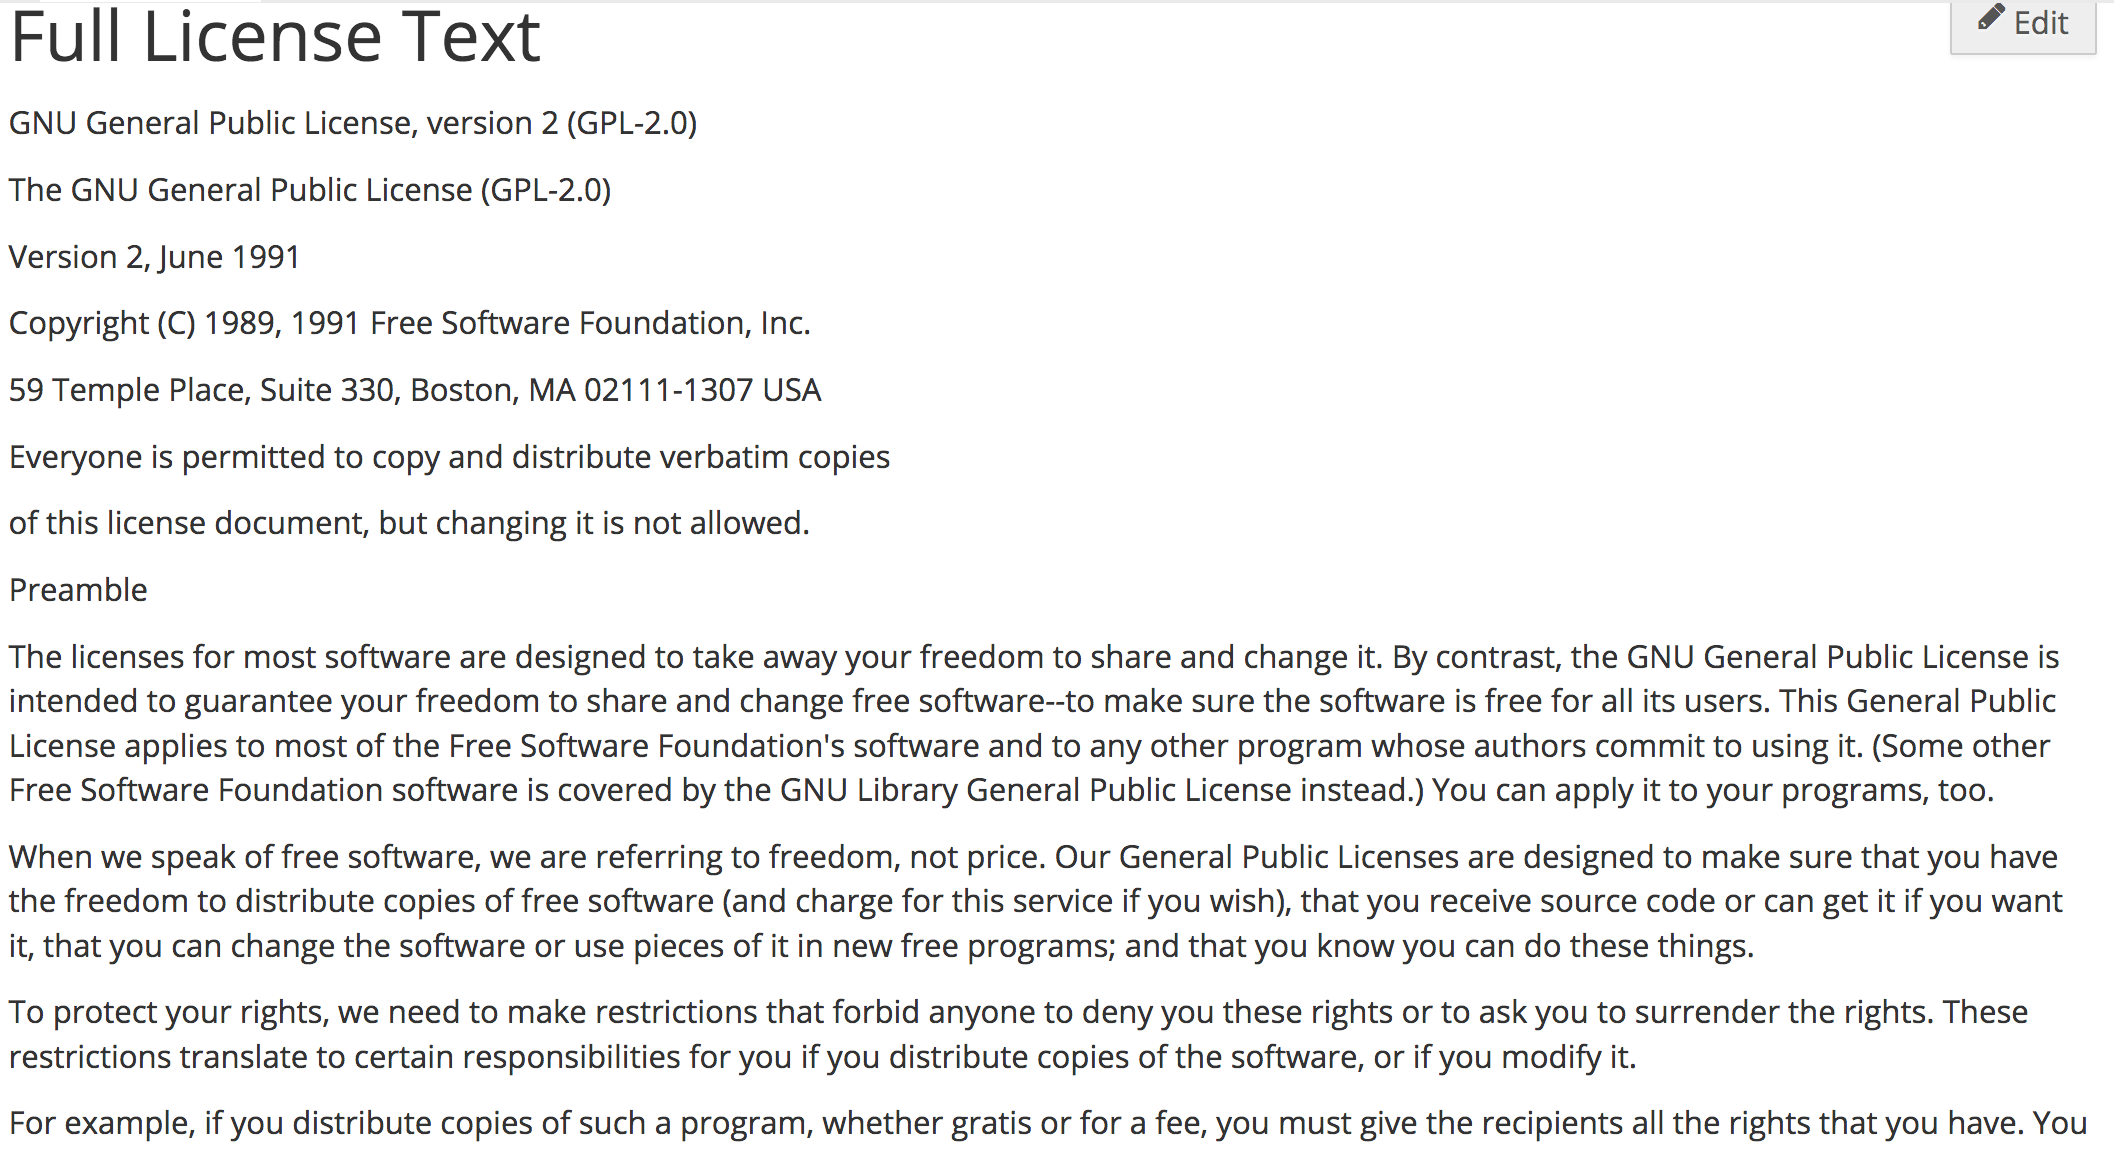 Full License Text
Edit
GNU General Public License, version 2 (GPL-2.0)
The GNU General Public License (GPL-2.0)
Version 2, June 1991
Copyright (C) 1989, 1991 Free Software Foundation, Inc.
59 Temple Place, Suite 330, Boston, MA 02111-1307 USA
Everyone is permitted to copy and distribute verbatim copies
of this license document, but changing it is not allowed.
Preamble
The licenses for most software are designed to take away your freedom to share and change it. By contrast, the GNU General Public License is
intended to guarantee your freedom to share and change free software--to make sure the software is free for all its users. This General Public
License applies to most of the Free Software Foundation's software and to any other program whose authors commit to using it. (Some other
Free Software Foundation software is covered by the GNU Library General Public License instead.) You can apply it to your programs, too.
When we speak of free software, we are referring to freedom, not price. Our General Public Licenses are designed to make sure that you have
the freedom to distribute copies of free software (and charge for this service if you wish), that you receive source code or can get it if you want
it, that you can change the software or use pieces of it in new free programs; and that you know you can do these things.
To protect your rights, we need to make restrictions that forbid anyone to deny you these rights or to ask you to surrender the rights. These
restrictions translate to certain responsibilities for you if you distribute copies of the software, or if you modify it.
For example, if you distribute copies of such a program, whether gratis or for a fee, you must give the recipients all the rights that you have. You